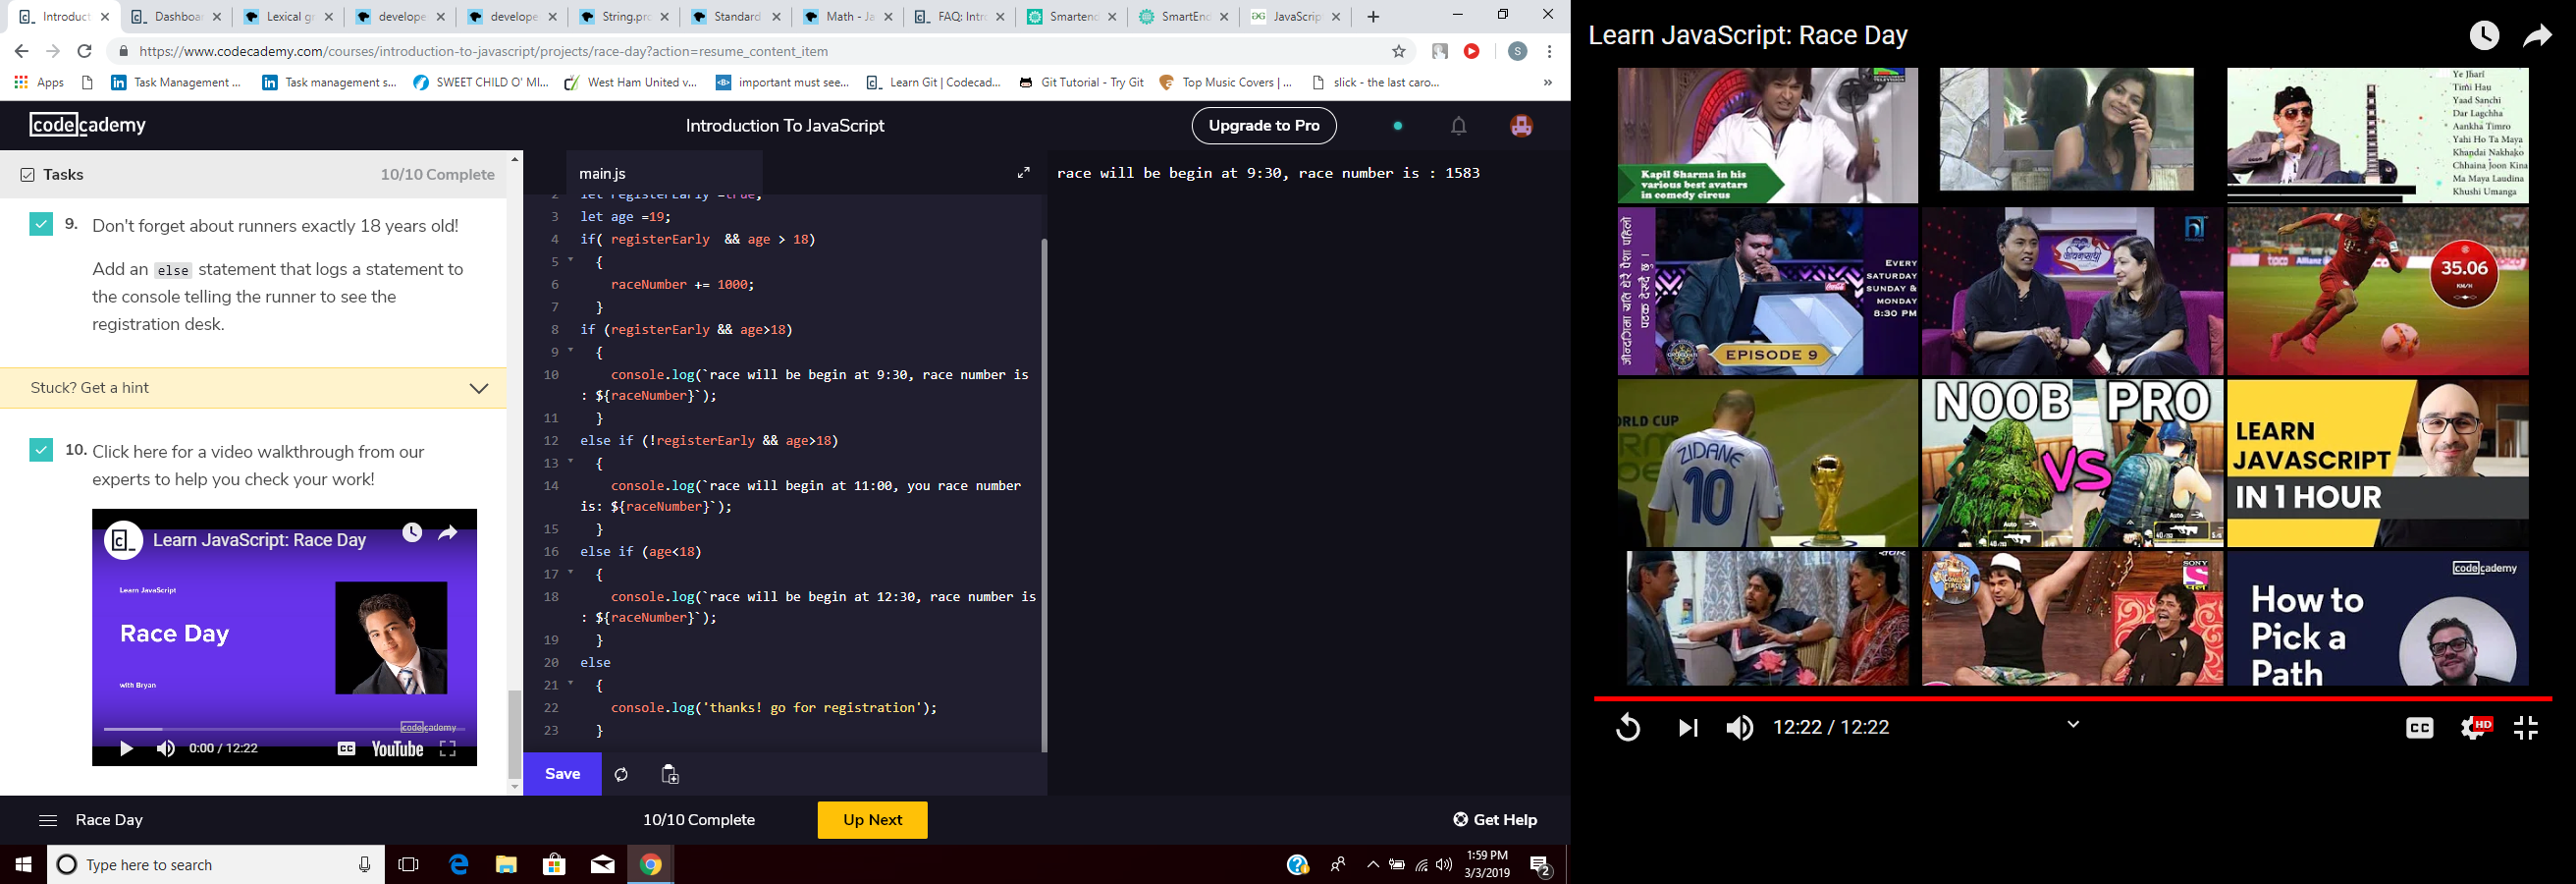 Introduct
Dashboa
Lexical gr
develope
develope
String.pro
Standard
Math - Ja
FAQ: Intr
Smartend
SmartEnd
JavaScrip
https://www.codecademy.com/courses/introduction-to-javascript/projects/race-day?action=resume_content_item
S
Apps
Task Management ...
Task management s...
SWEET CHILD O' MI...
West Ham United v...
important must see...
Learn Git | Codecad...
Git Tutorial - Try Git
Top Music Covers | ...
slick - the last caro...
codecademy
Introduction To JavaScript
Upgrade to Pro
Tasks
10/10 Complete
9. Don't forget about runners exactly 18 years old!
Add an else statement that logs a statement to
the console telling the runner to see the
registration desk.
Stuck? Get a hint
10. Click here for a video walkthrough from our
experts to help you check your work!
Learn JavaScript: Race Day
Learn JavaScript
Race Day
with Bryan
codecademy
0:00 / 12:22
CC
YouTube
main.js
2 let registerEarly =true;
3 let age =19;
4 if( registerEarly && age > 18)
5 {
6 raceNumber += 1000;
7 }
8 if (registerEarly && age>18)
9 {
10 console.log(`race will be begin at 9:30, race number is
: ${raceNumber}`);
11 }
12 else if (!registerEarly && age>18)
13 {
14 console.log(`race will begin at 11:00, you race number
is: ${raceNumber}`);
15 }
16 else if (age<18)
17 {
18 console.log(`race will be begin at 12:30, race number is
: ${raceNumber}`);
19 }
20 else
21 {
22 console.log('thanks! go for registration');
23 }
Save
race will be begin at 9:30, race number is : 1583
Race Day
10/10 Complete
Up Next
Get Help
Type here to search
1:59 PM
3/3/2019
2
Learn JavaScript: Race Day
Kapil Sharma in his
various best avatars
in comedy circus
Ye Jhari
Timi Hau
Yaad Sanchi
Dar Lagchha
Aankha Timro
Yahi Ho Ta Maya
Khandai Nakhako
Chhaina Joon Kina
Ma Maya Laudina
Khushi Umanga
EVERY
SATURDAY
SUNDAY &
MONDAY
8:30 PM
EPISODE 9
35.06
KM/H
ORLD CUP
ZIDANE
10
NOOB PRO
VS
LEARN
JAVASCRIPT
IN 1 HOUR
SONY
codecademy
How to
Pick a
Path
12:22 / 12:22
CC
HD